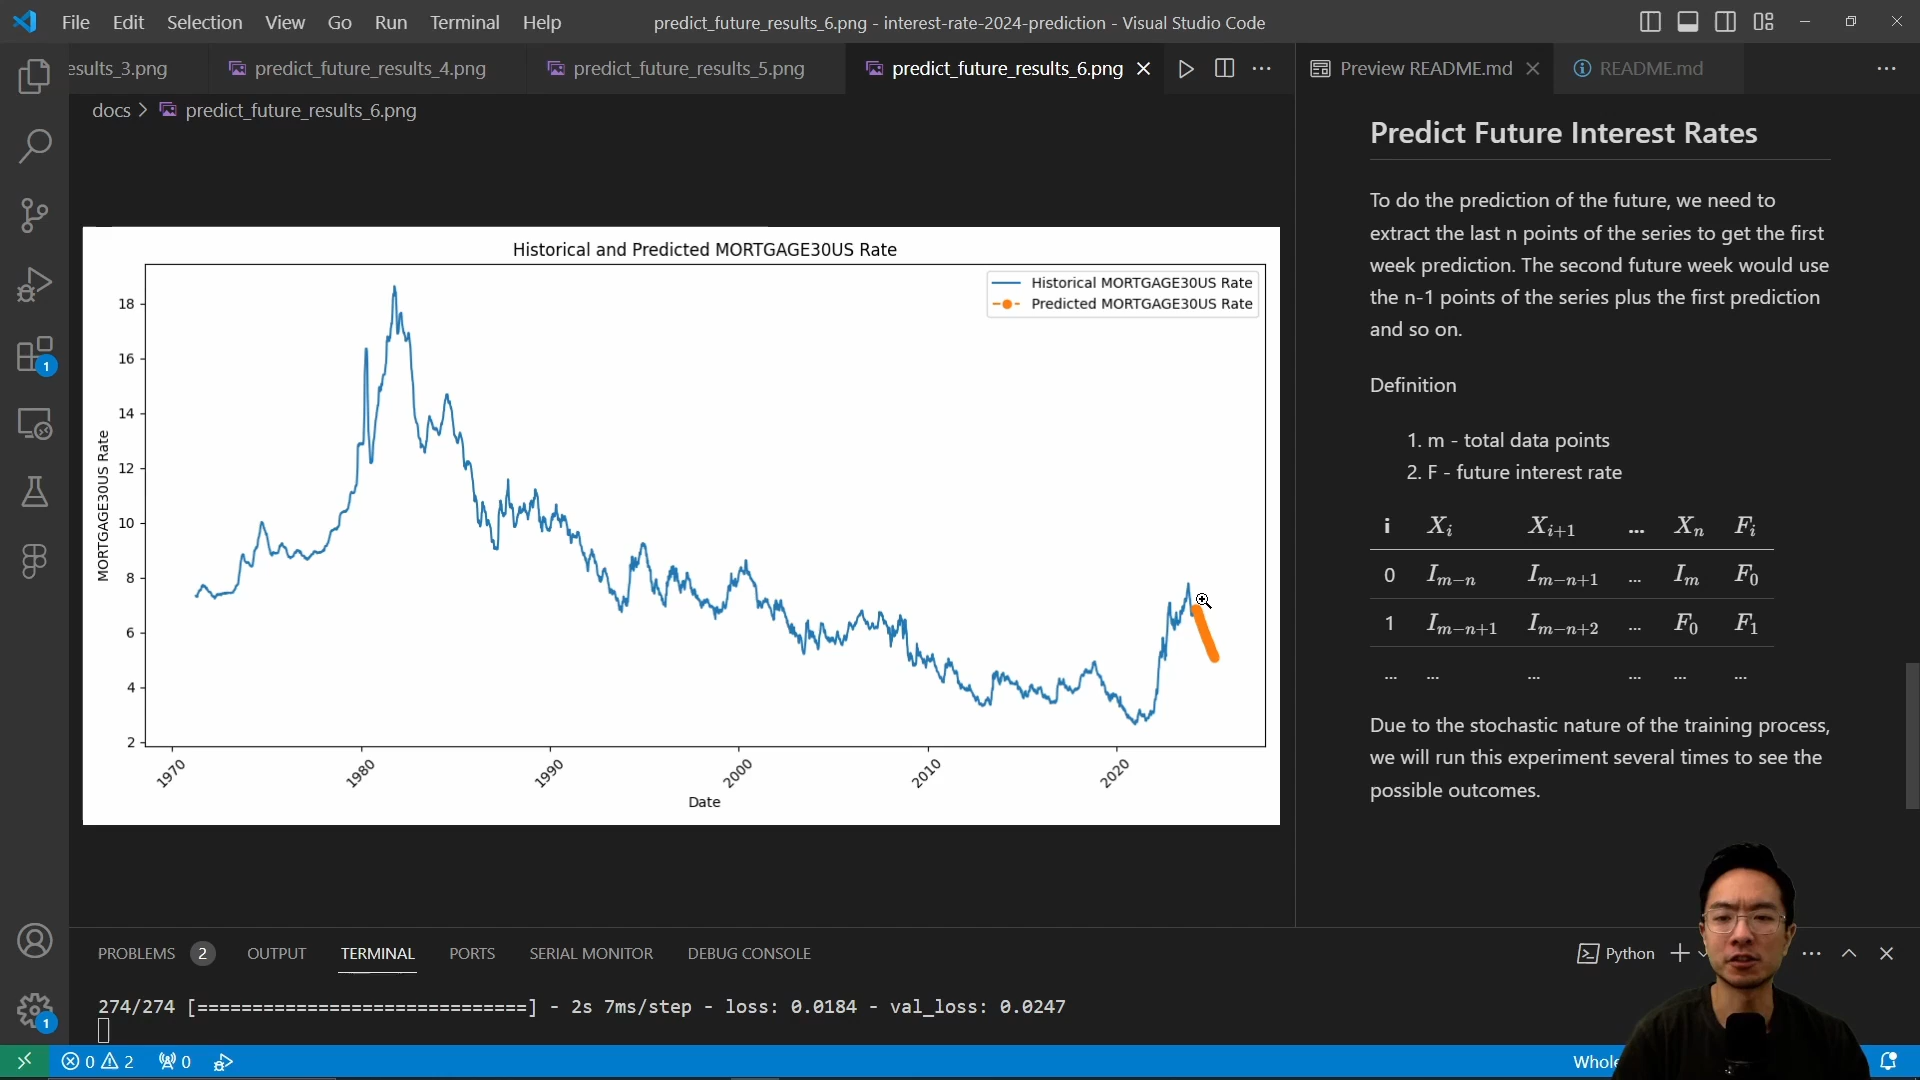 File Edit Selection View Go Run Terminal Help
predict_future_results_6.png - interest-rate-2024-prediction - Visual Studio Code
esults_3.png
predict_future_results_4.png
predict_future_results_5.png
predict_future_results_6.png
Preview README.md
README.md
docs > predict_future_results_6.png
Historical and Predicted MORTGAGE30US Rate
Historical MORTGAGE30US Rate
Predicted MORTGAGE30US Rate
MORTGAGE30US Rate
18
16
14
12
10
8
6
4
2
1970 1980 1990 2000 2010 2020
Date
Predict Future Interest Rates
To do the prediction of the future, we need to
extract the last n points of the series to get the first
week prediction. The second future week would use
the n-1 points of the series plus the first prediction
and so on.
Definition
1. m - total data points
2. F - future interest rate
i X_i X_{i+1} ... X_n F_i
0 I_{m-n} I_{m-n+1} ... I_m F_0
1 I_{m-n+1} I_{m-n+2} ... F_0 F_1
... ... ... ... ... ...
Due to the stochastic nature of the training process,
we will run this experiment several times to see the
possible outcomes.
1
1
PROBLEMS 2 OUTPUT TERMINAL PORTS SERIAL MONITOR DEBUG CONSOLE
Python
274/274 [==============================] - 2s 7ms/step - loss: 0.0184 - val_loss: 0.0247
0 2 0